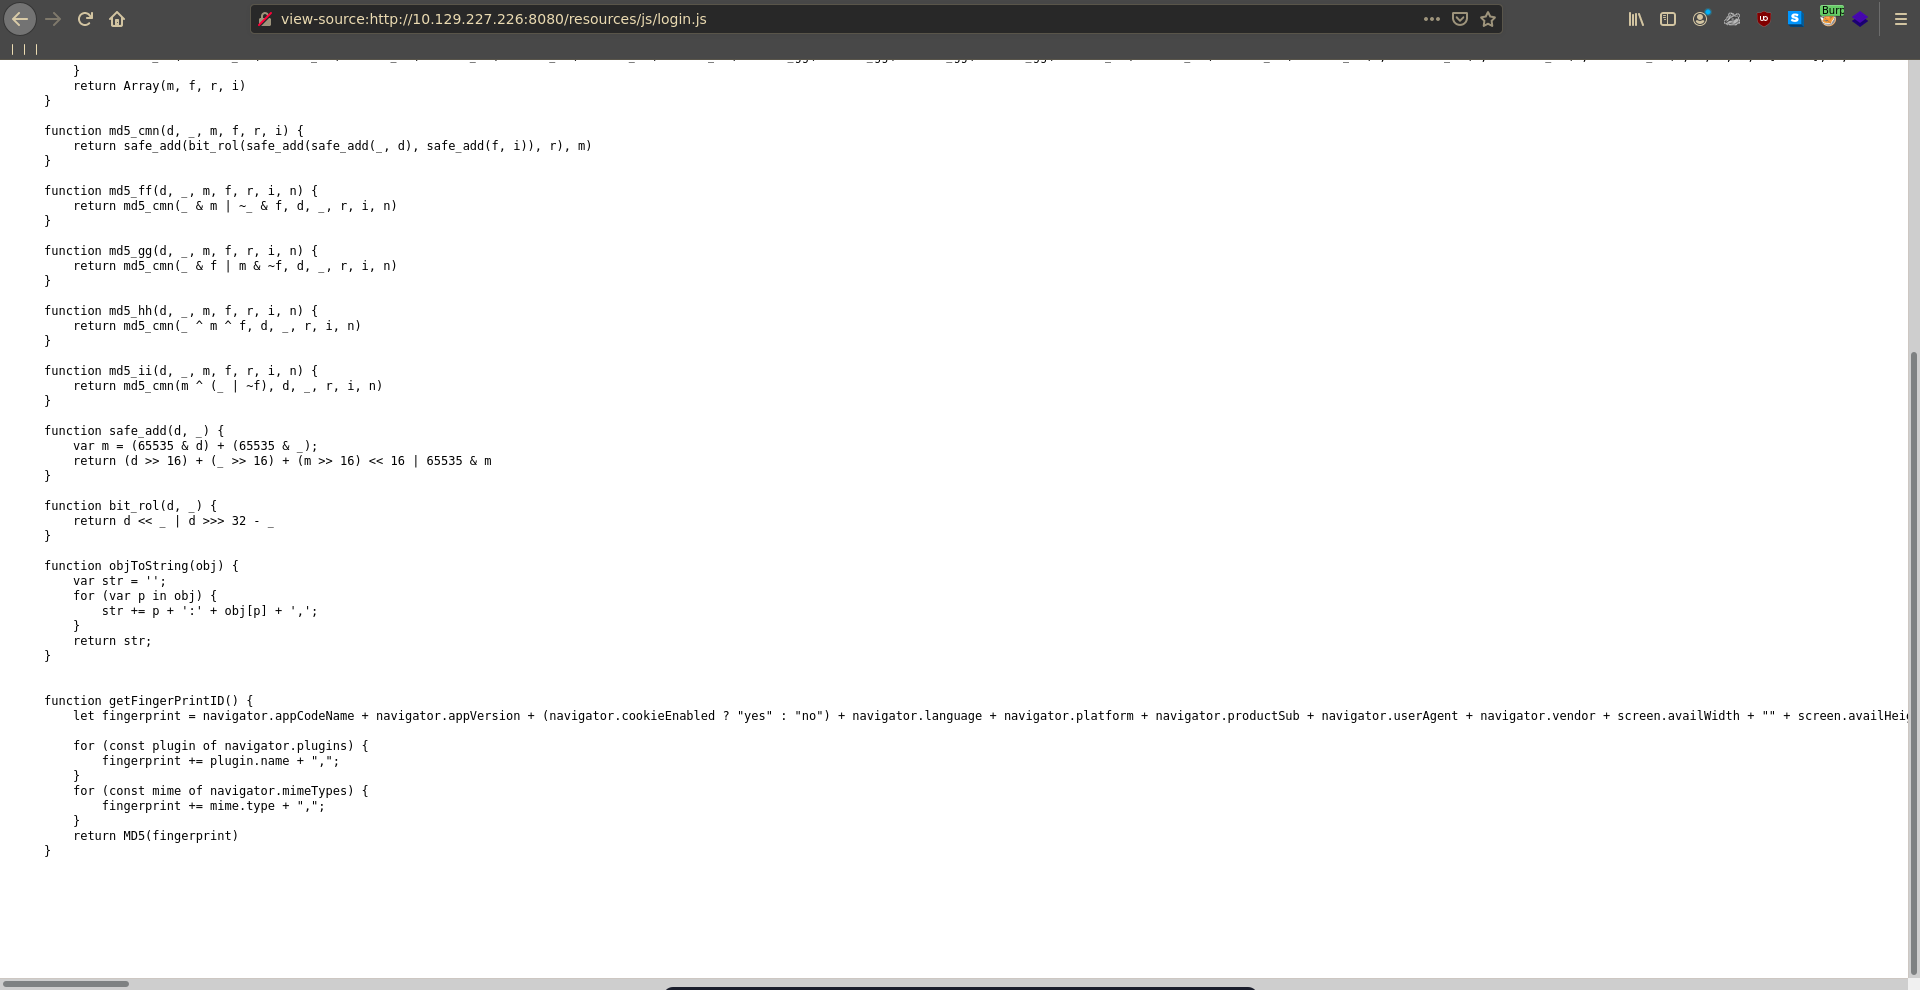 view-source:http://10.129.227.226:8080/resources/js/login.js
Burp
}
return Array(m, f, r, i)
}
function md5_cmn(d, _, m, f, r, i) {
return safe_add(bit_rol(safe_add(safe_add(_, d), safe_add(f, i)), r), m)
}
function md5_ff(d, _, m, f, r, i, n) {
return md5_cmn(_ & m | ~_ & f, d, _, r, i, n)
}
function md5_gg(d, _, m, f, r, i, n) {
return md5_cmn(_ & f | m & ~f, d, _, r, i, n)
}
function md5_hh(d, _, m, f, r, i, n) {
return md5_cmn(_ ^ m ^ f, d, _, r, i, n)
}
function md5_ii(d, _, m, f, r, i, n) {
return md5_cmn(m ^ (_ | ~f), d, _, r, i, n)
}
function safe_add(d, _) {
var m = (65535 & d) + (65535 & _);
return (d >> 16) + (_ >> 16) + (m >> 16) << 16 | 65535 & m
}
function bit_rol(d, _) {
return d << _ | d >>> 32 - _
}
function objToString(obj) {
var str = '';
for (var p in obj) {
str += p + ':' + obj[p] + ',';
}
return str;
}
function getFingerPrintID() {
let fingerprint = navigator.appCodeName + navigator.appVersion + (navigator.cookieEnabled ? "yes" : "no") + navigator.language + navigator.platform + navigator.productSub + navigator.userAgent + navigator.vendor + screen.availWidth + "" + screen.availHei
for (const plugin of navigator.plugins) {
fingerprint += plugin.name + ",";
}
for (const mime of navigator.mimeTypes) {
fingerprint += mime.type + ",";
}
return MD5(fingerprint)
}